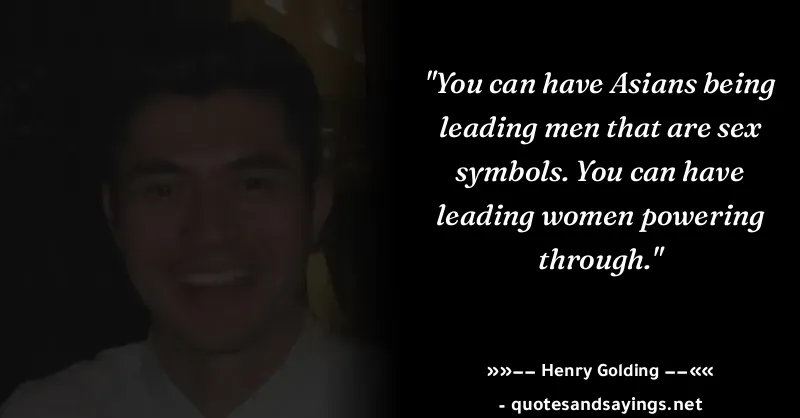 "You can have Asians being
leading men that are sex
symbols. You can have
leading women powering
through."
»»−− Henry Golding −−««
- quotesandsayings.net